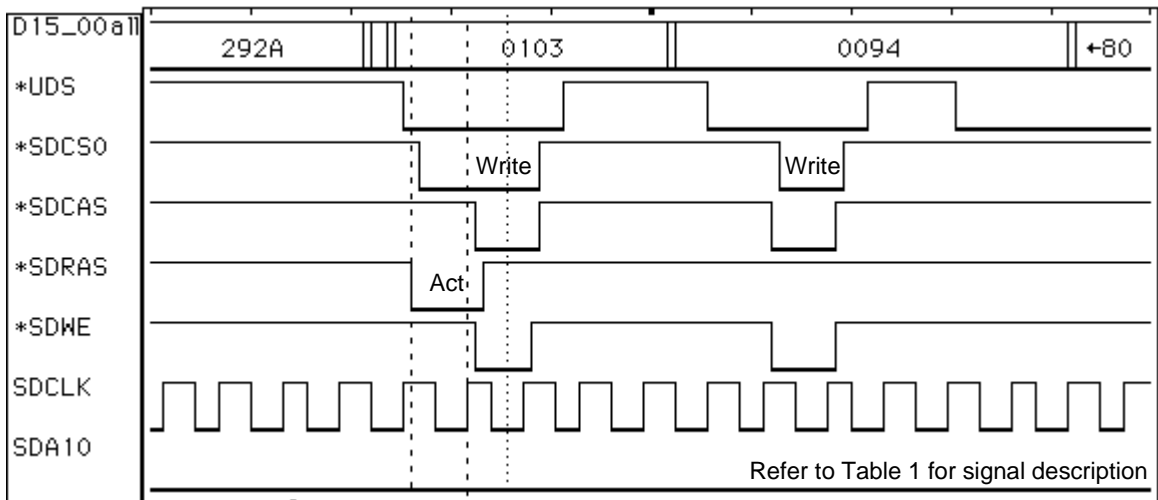 D15_00all 292A 0103 0094 ←80
*UDS
*SDCS0 Write Write
*SDCAS
*SDRAS Act
*SDWE
SDCLK
SDA10
Refer to Table 1 for signal description